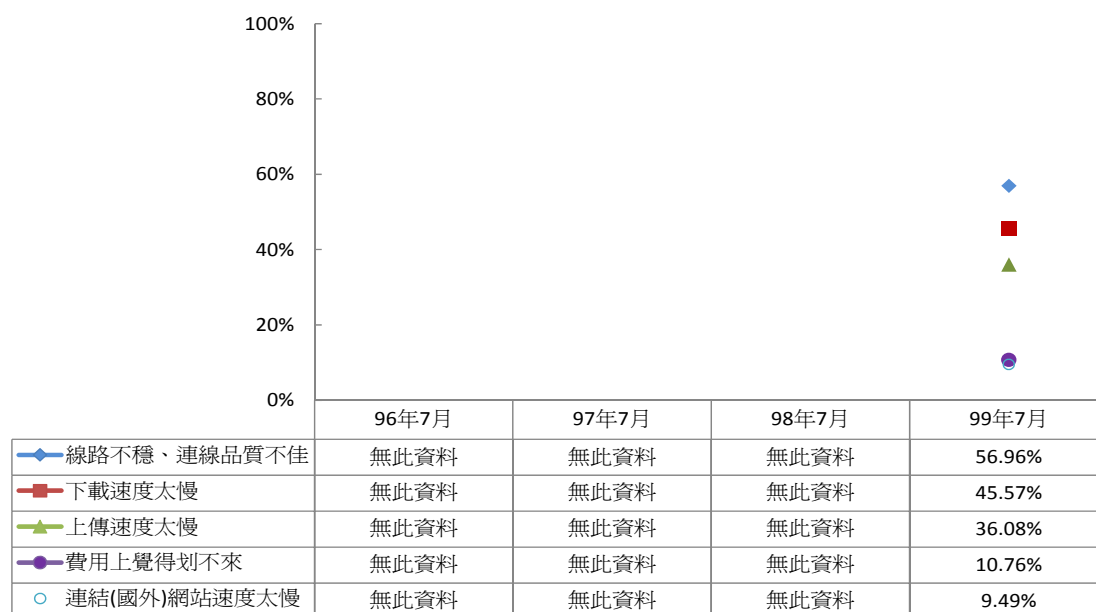 100%
80%
60%
40%
20%
0%
96年7月 97年7月 98年7月 99年7月
線路不穩、連線品質不佳 無此資料 無此資料 無此資料 56.96%
下載速度太慢 無此資料 無此資料 無此資料 45.57%
上傳速度太慢 無此資料 無此資料 無此資料 36.08%
費用上覺得划不來 無此資料 無此資料 無此資料 10.76%
連結(國外)網站速度太慢 無此資料 無此資料 無此資料 9.49%